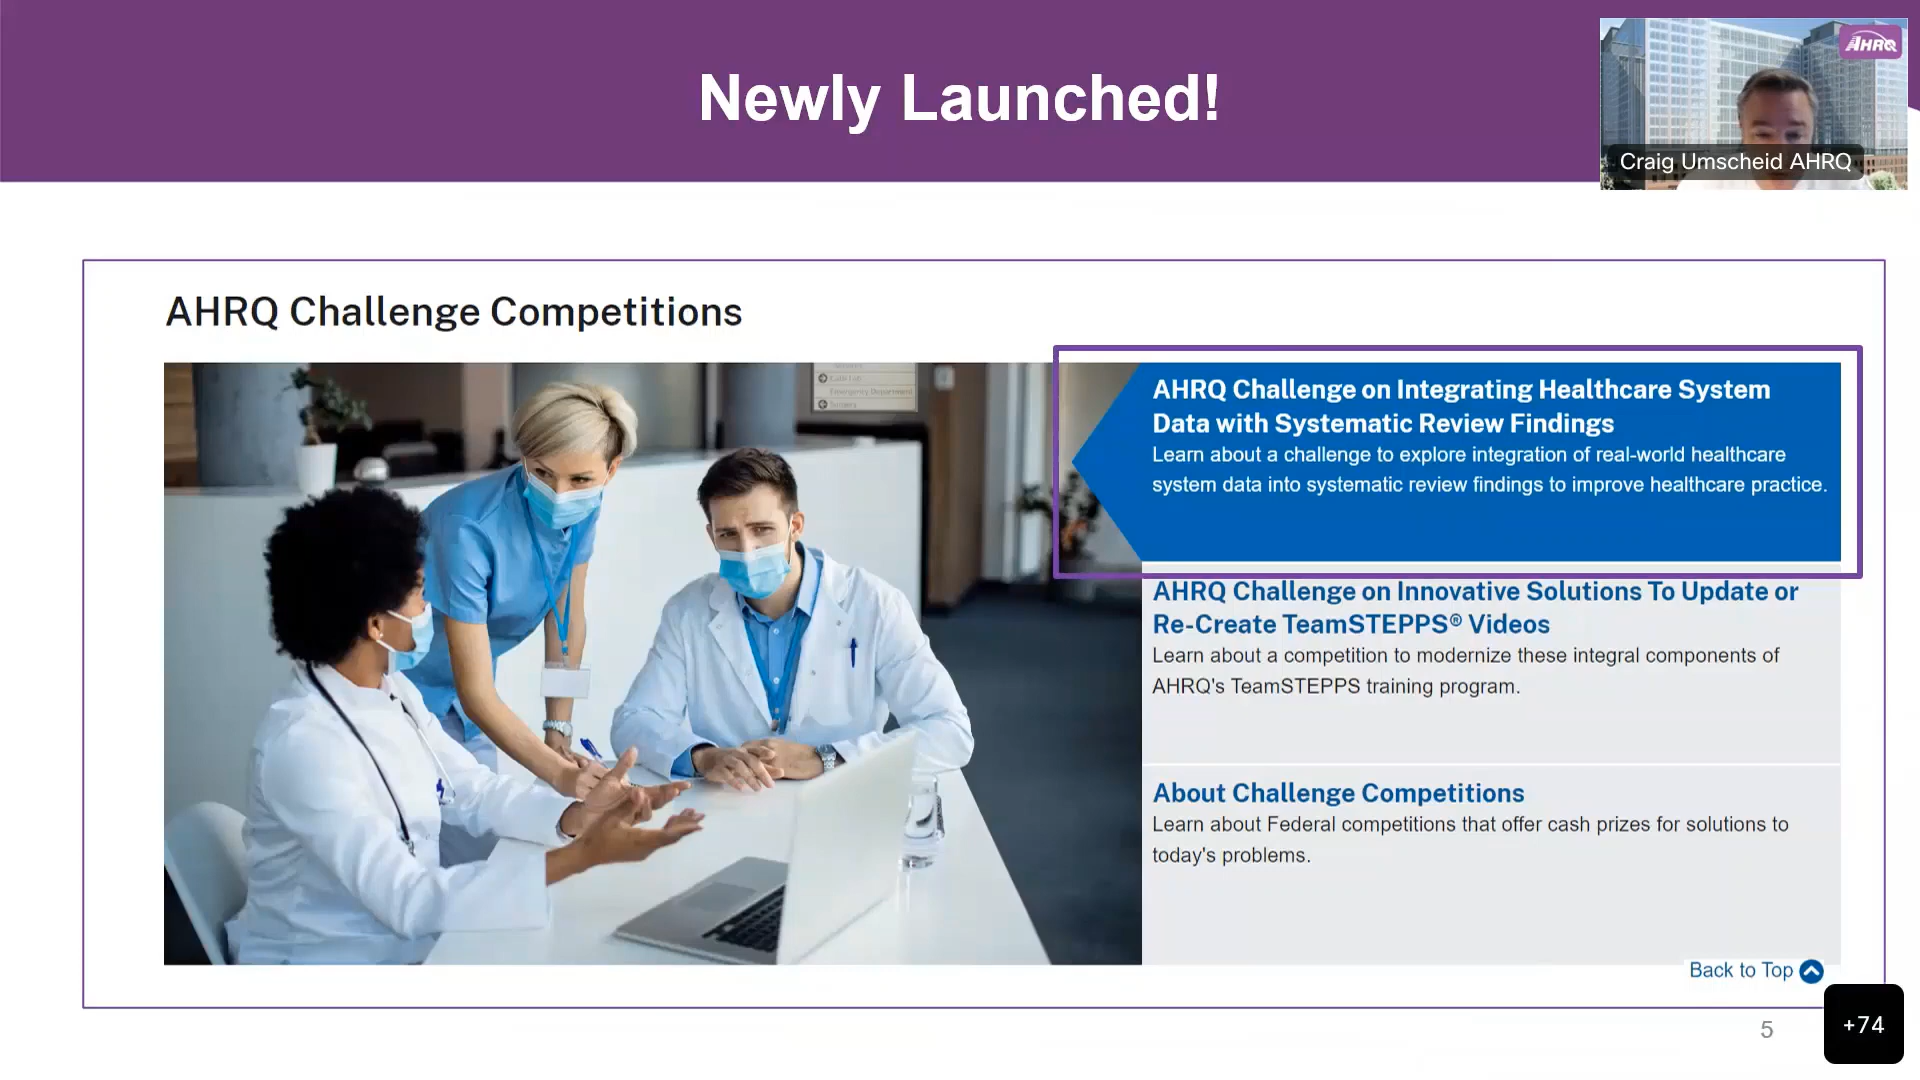 Newly Launched!
AHRQ
Craig Umscheid AHRQ
AHRQ Challenge Competitions
Emergency Department
Surgery
AHRQ Challenge on Integrating Healthcare System
Data with Systematic Review Findings
Learn about a challenge to explore integration of real-world healthcare
system data into systematic review findings to improve healthcare practice.
AHRQ Challenge on Innovative Solutions To Update or
Re-Create TeamSTEPPS® Videos
Learn about a competition to modernize these integral components of
AHRQ's TeamSTEPPS training program.
About Challenge Competitions
Learn about Federal competitions that offer cash prizes for solutions to
today's problems.
Back to Top
5
+74